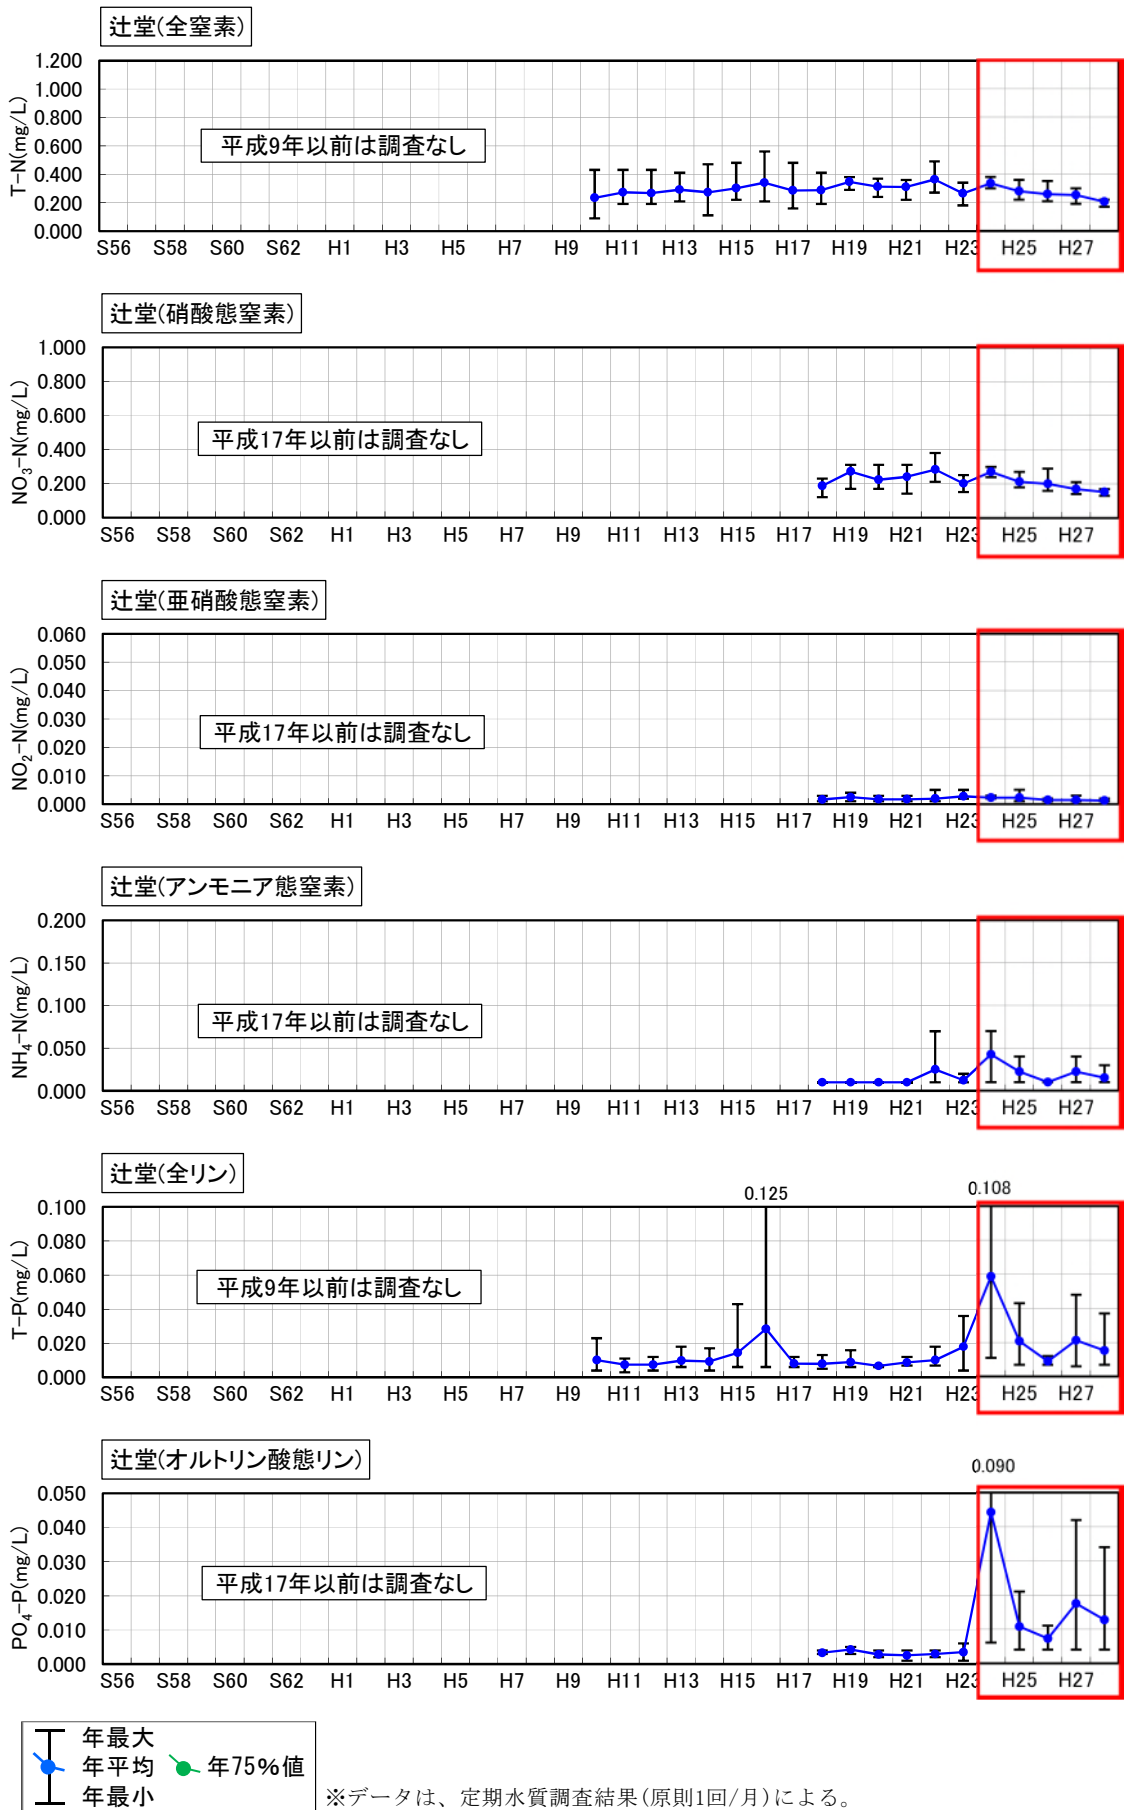 辻堂(全窒素)
1.200
1.000
0.800
0.600
0.400
0.200
0.000
T-N(mg/L)
平成9年以前は調査なし
S56 S58 S60 S62 H1 H3 H5 H7 H9 H11 H13 H15 H17 H19 H21 H23 H25 H27
辻堂(硝酸態窒素)
1.000
0.800
0.600
0.400
0.200
0.000
NO₃-N(mg/L)
平成17年以前は調査なし
S56 S58 S60 S62 H1 H3 H5 H7 H9 H11 H13 H15 H17 H19 H21 H23 H25 H27
辻堂(亜硝酸態窒素)
0.060
0.050
0.040
0.030
0.020
0.010
0.000
NO₂-N(mg/L)
平成17年以前は調査なし
S56 S58 S60 S62 H1 H3 H5 H7 H9 H11 H13 H15 H17 H19 H21 H23 H25 H27
辻堂(アンモニア態窒素)
0.200
0.150
0.100
0.050
0.000
NH₄-N(mg/L)
平成17年以前は調査なし
S56 S58 S60 S62 H1 H3 H5 H7 H9 H11 H13 H15 H17 H19 H21 H23 H25 H27
辻堂(全リン)
0.125 0.108
0.100
0.080
0.060
0.040
0.020
0.000
T-P(mg/L)
平成9年以前は調査なし
S56 S58 S60 S62 H1 H3 H5 H7 H9 H11 H13 H15 H17 H19 H21 H23 H25 H27
辻堂(オルトリン酸態リン)
0.090
0.050
0.040
0.030
0.020
0.010
0.000
PO₄-P(mg/L)
平成17年以前は調査なし
S56 S58 S60 S62 H1 H3 H5 H7 H9 H11 H13 H15 H17 H19 H21 H23 H25 H27
年最大
年平均 年75%値
年最小
※データは、定期水質調査結果(原則1回/月)による。